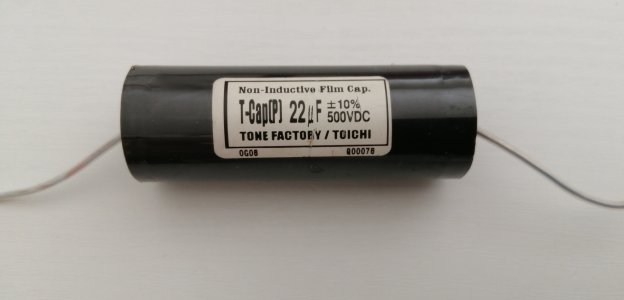 Non-Inductive Film Cap.
T-Cap[P] 22μF ±10% 500VDC
TONE FACTORY / TOICHI
0G08 Q00076